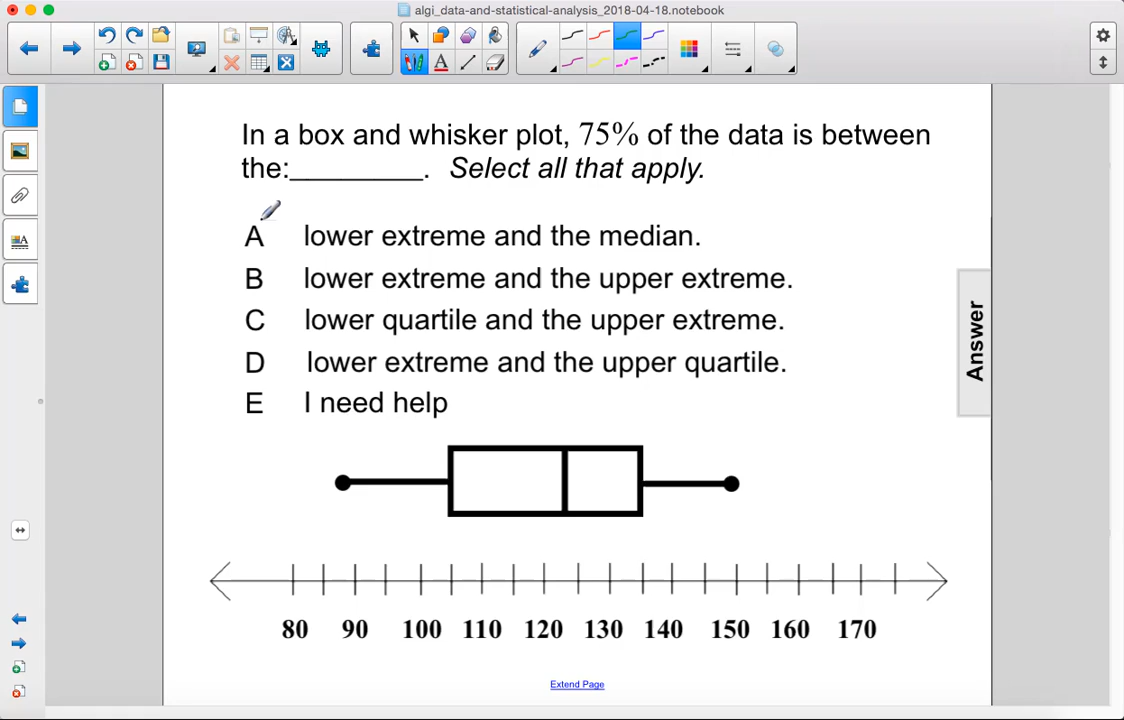 algi_data-and-statistical-analysis_2018-04-18.notebook
A
A
In a box and whisker plot, 75% of the data is between
the:_________. Select all that apply.
A lower extreme and the median.
B lower extreme and the upper extreme.
C lower quartile and the upper extreme.
D lower extreme and the upper quartile.
E I need help
Answer
80 90 100 110 120 130 140 150 160 170
Extend Page